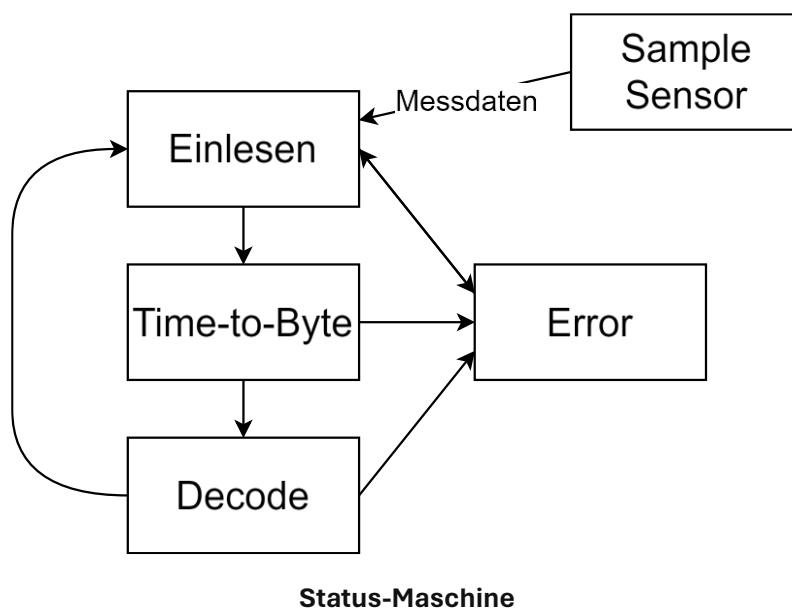 Sample
Sensor
Messdaten
Einlesen
Time-to-Byte
Error
Decode
Status-Maschine